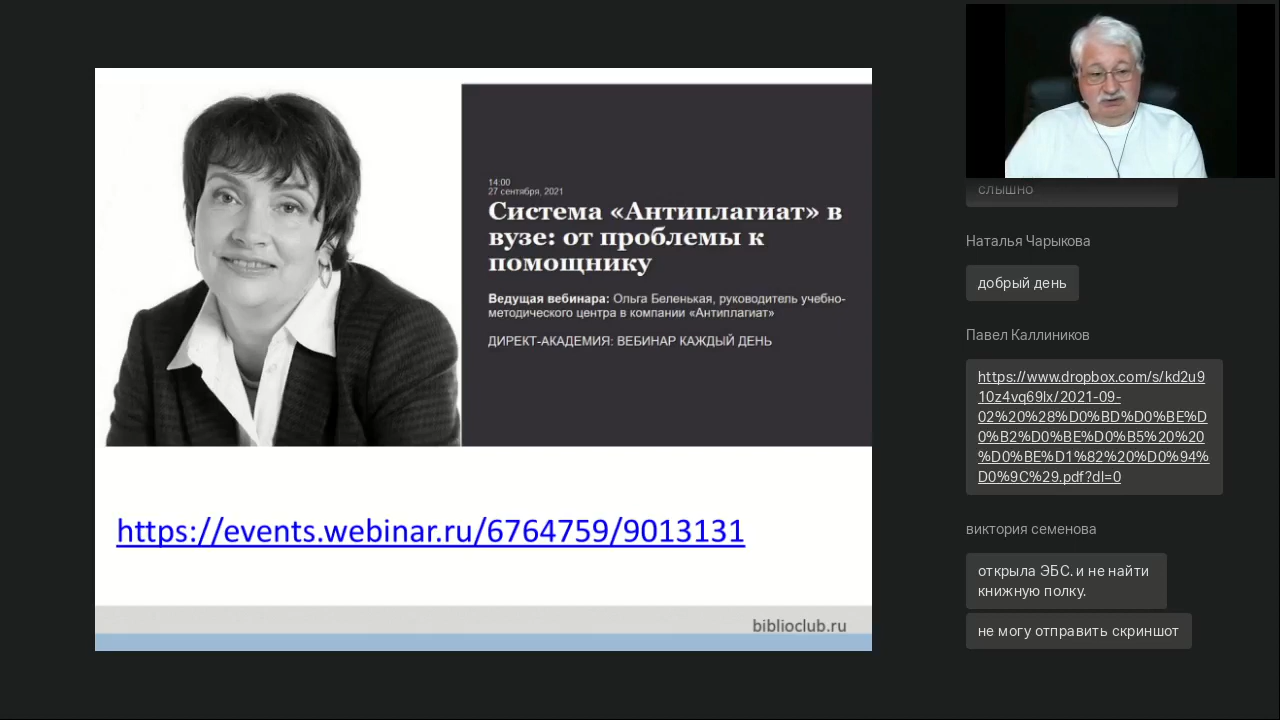 14:00
27 сентября, 2021
Система «Антиплагиат» в
вузе: от проблемы к
помощнику
Ведущая вебинара: Ольга Беленькая, руководитель учебно-
методического центра в компании «Антиплагиат»
ДИРЕКТ-АКАДЕМИЯ: ВЕБИНАР КАЖДЫЙ ДЕНЬ
https://events.webinar.ru/6764759/9013131
biblioclub.ru
слышно
Наталья Чарыкова
добрый день
Павел Каллиников
https://www.dropbox.com/s/kd2u9
10z4vq69lx/2021-09-
02%20%28%D0%BD%D0%BE%D
0%B2%D0%BE%D0%B5%20%20
%D0%BE%D1%82%20%D0%94%
D0%9C%29.pdf?dl=0
виктория семенова
открыла ЭБС. и не найти
книжную полку.
не могу отправить скриншот